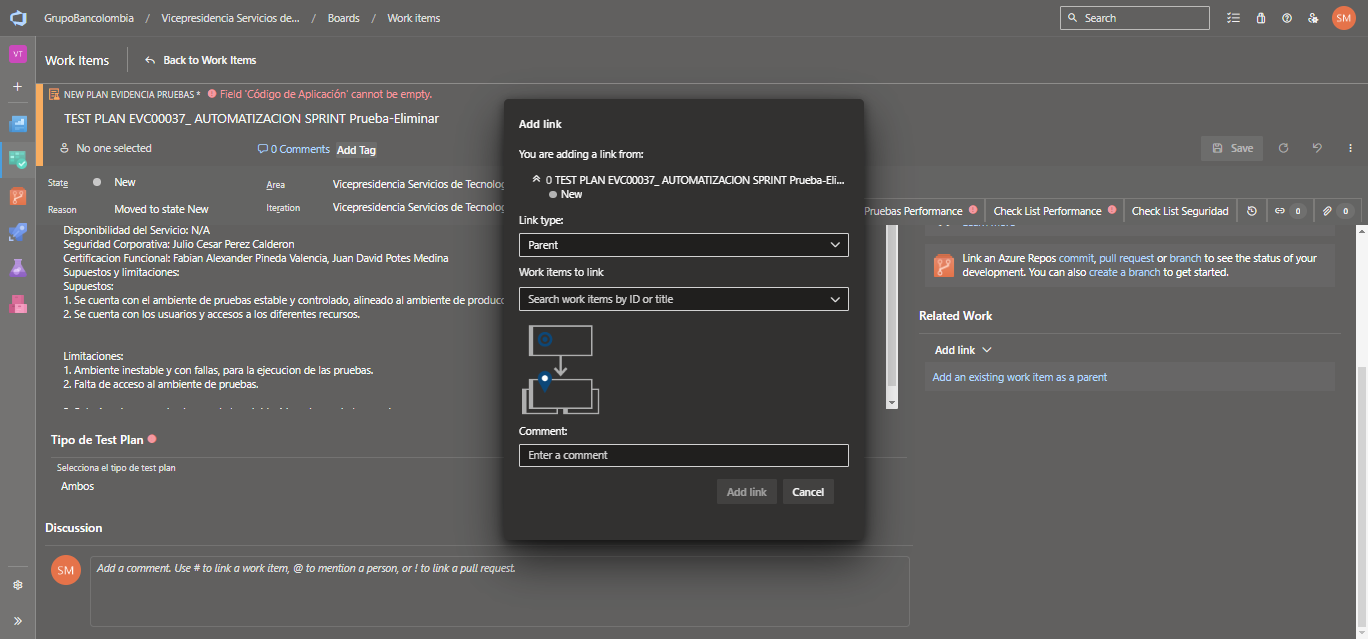 GrupoBancolombia / Vicepresidencia Servicios de... / Boards / Work items
Search
SM
VT
Work Items
Back to Work Items
NEW PLAN EVIDENCIA PRUEBAS * Field 'Código de Aplicación' cannot be empty.
TEST PLAN EVC00037_ AUTOMATIZACION SPRINT Prueba-Eliminar
No one selected
0 Comments
Add Tag
Save
State
New
Area
Vicepresidencia Servicios de Tecnolog
Reason
Moved to state New
Iteration
Vicepresidencia Servicios de Tecnolog
Pruebas Performance
Check List Performance
Check List Seguridad
0
0
Disponibilidad del Servicio: N/A
Seguridad Corporativa: Julio Cesar Perez Calderon
Certificacion Funcional: Fabian Alexander Pineda Valencia, Juan David Potes Medina
Supuestos y limitaciones:
Supuestos:
1. Se cuenta con el ambiente de pruebas estable y controlado, alineado al ambiente de produc
2. Se cuenta con los usuarios y accesos a los diferentes recursos.
Limitaciones:
1. Ambiente inestable y con fallas, para la ejecucion de las pruebas.
2. Falta de acceso al ambiente de pruebas.
Tipo de Test Plan
Selecciona el tipo de test plan
Ambos
Discussion
SM
Add a comment. Use # to link a work item, @ to mention a person, or ! to link a pull request.
Add link
You are adding a link from:
0 TEST PLAN EVC00037_ AUTOMATIZACION SPRINT Prueba-Eli...
New
Link type:
Parent
Work items to link
Search work items by ID or title
Comment:
Enter a comment
Add link
Cancel
Link an Azure Repos commit, pull request or branch to see the status of your
development. You can also create a branch to get started.
Related Work
Add link
Add an existing work item as a parent